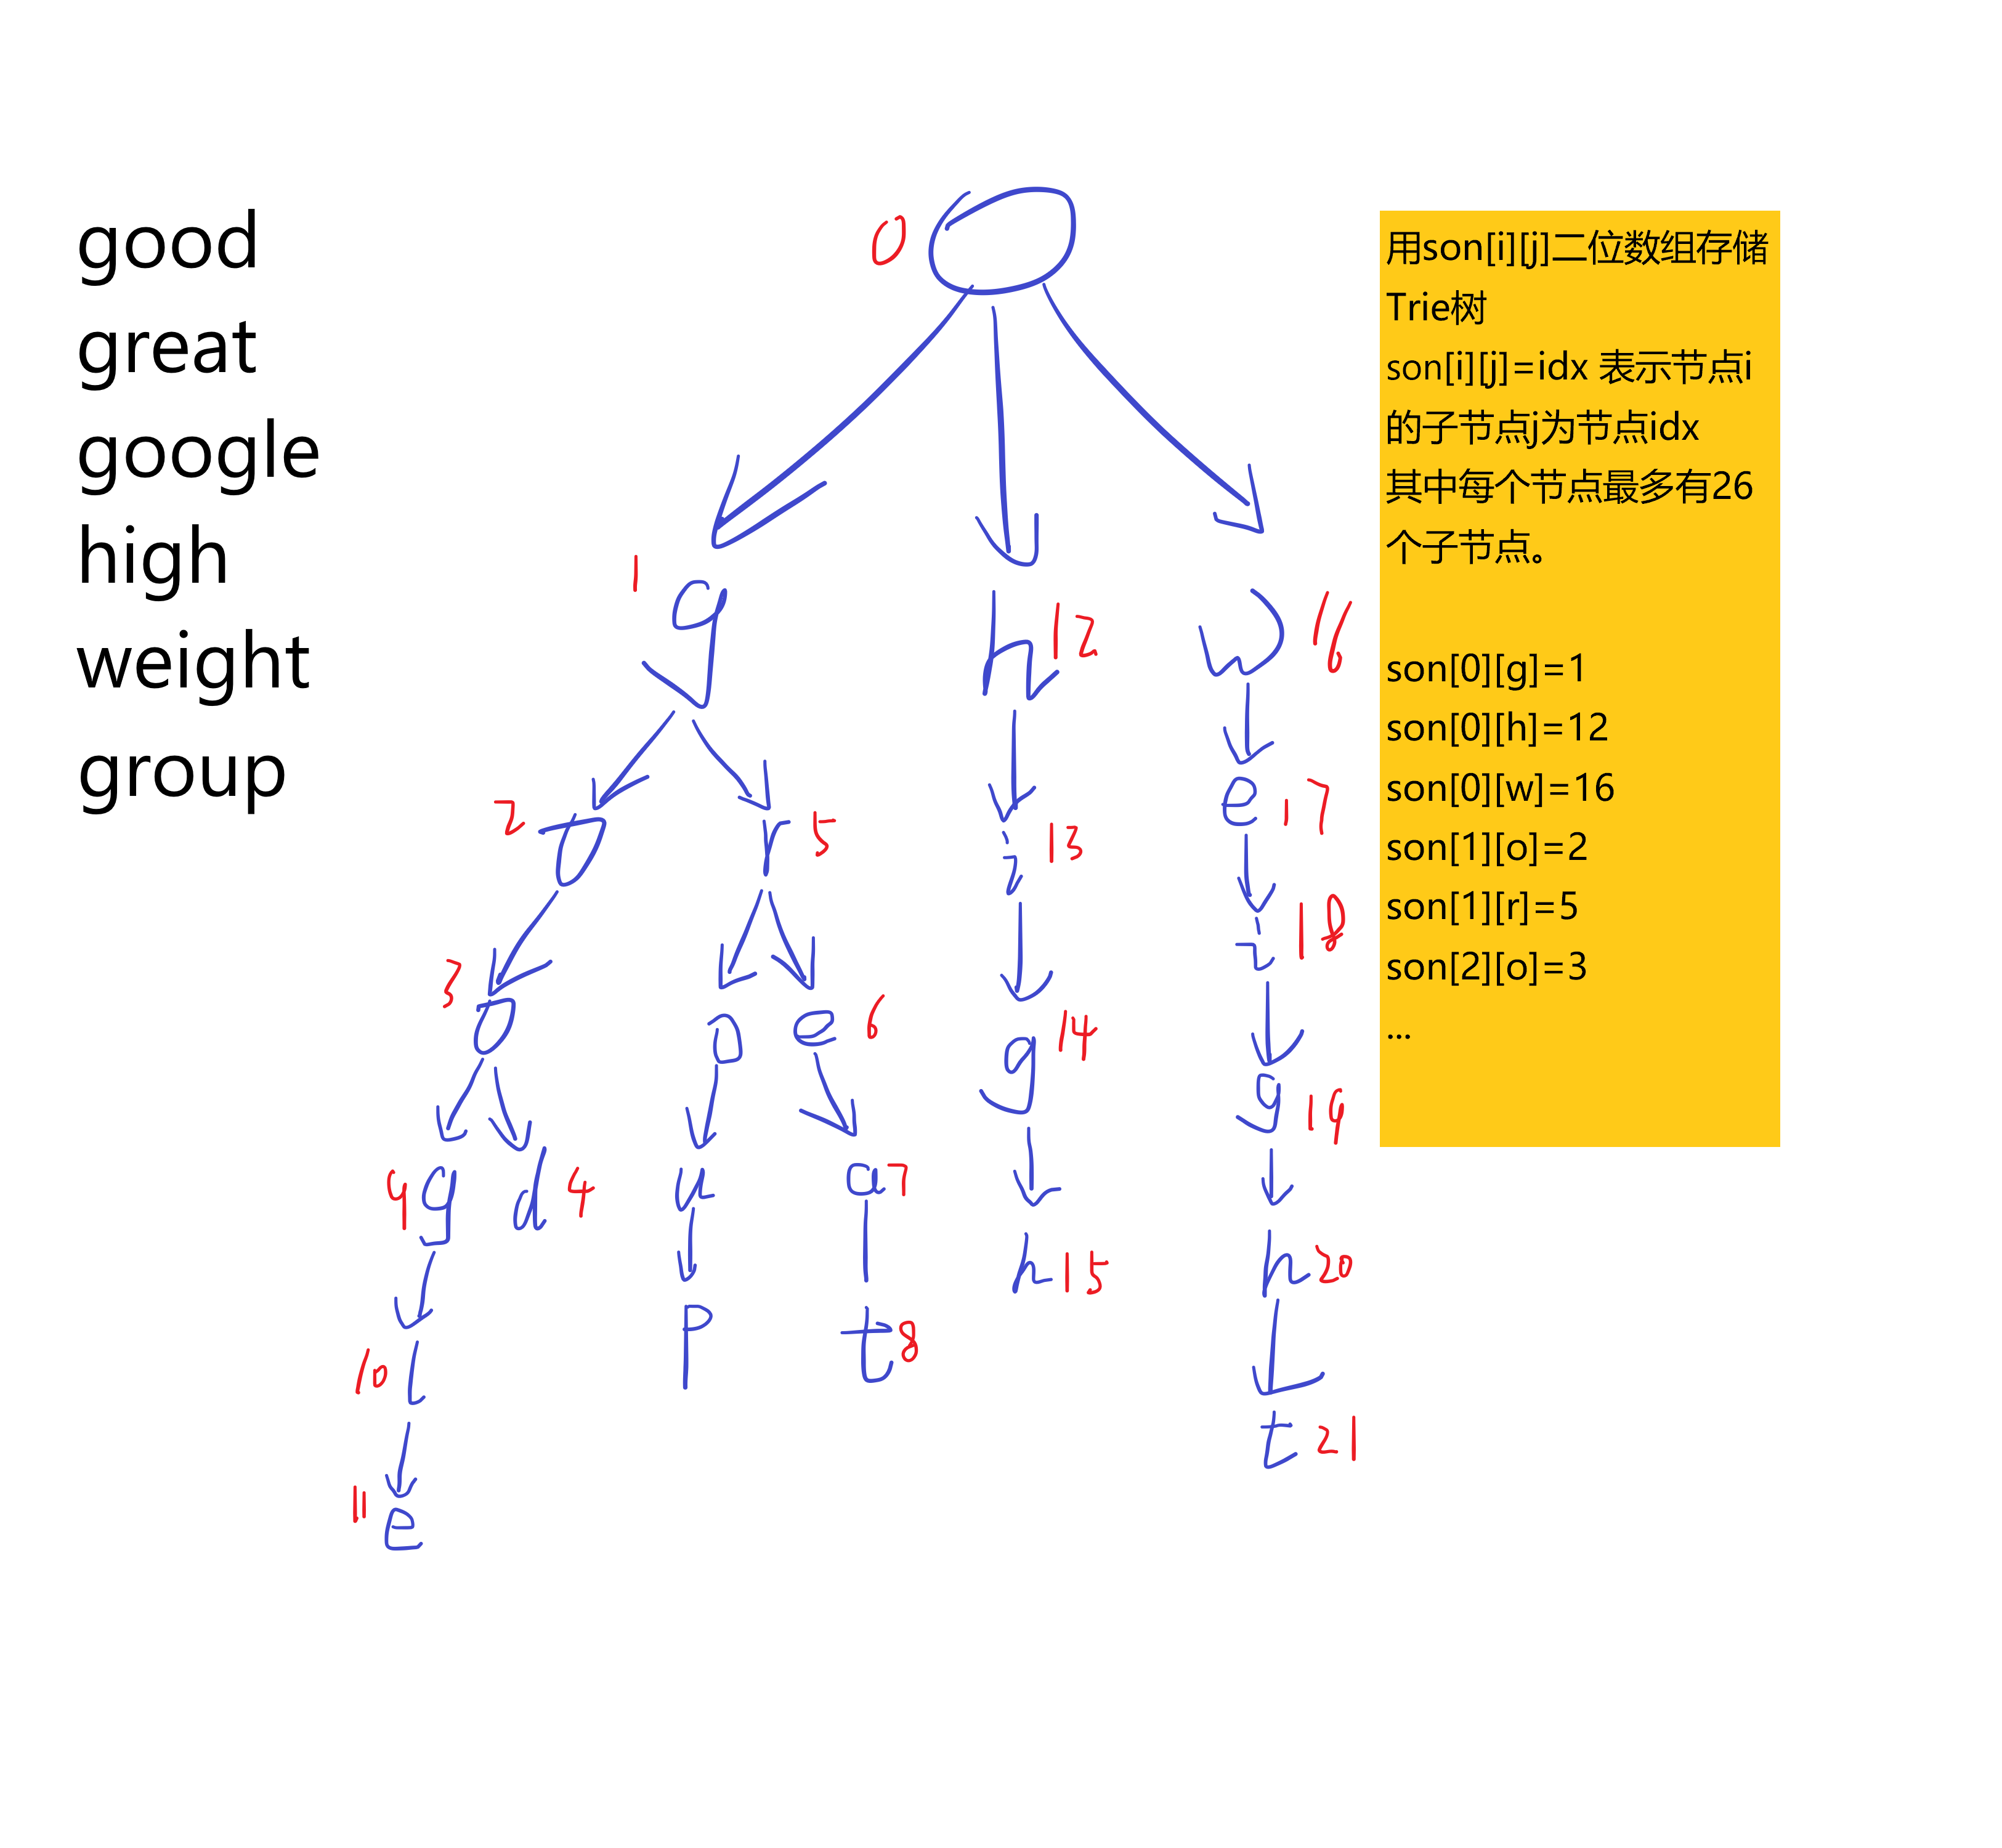 good
great
google
high
weight
group
0
1
g
h
12
w
16
2
o
r
5
i
13
e
17
3
o
o
e
6
g
14
i
18
9
g
d
4
u
a
7
h
15
g
19
10
l
p
t
8
h
20
11
e
t
21
用son[i][j]二位数组存储
Trie树
son[i][j]=idx 表示节点i
的子节点j为节点idx
其中每个节点最多有26
个子节点。
son[0][g]=1
son[0][h]=12
son[0][w]=16
son[1][o]=2
son[1][r]=5
son[2][o]=3
...